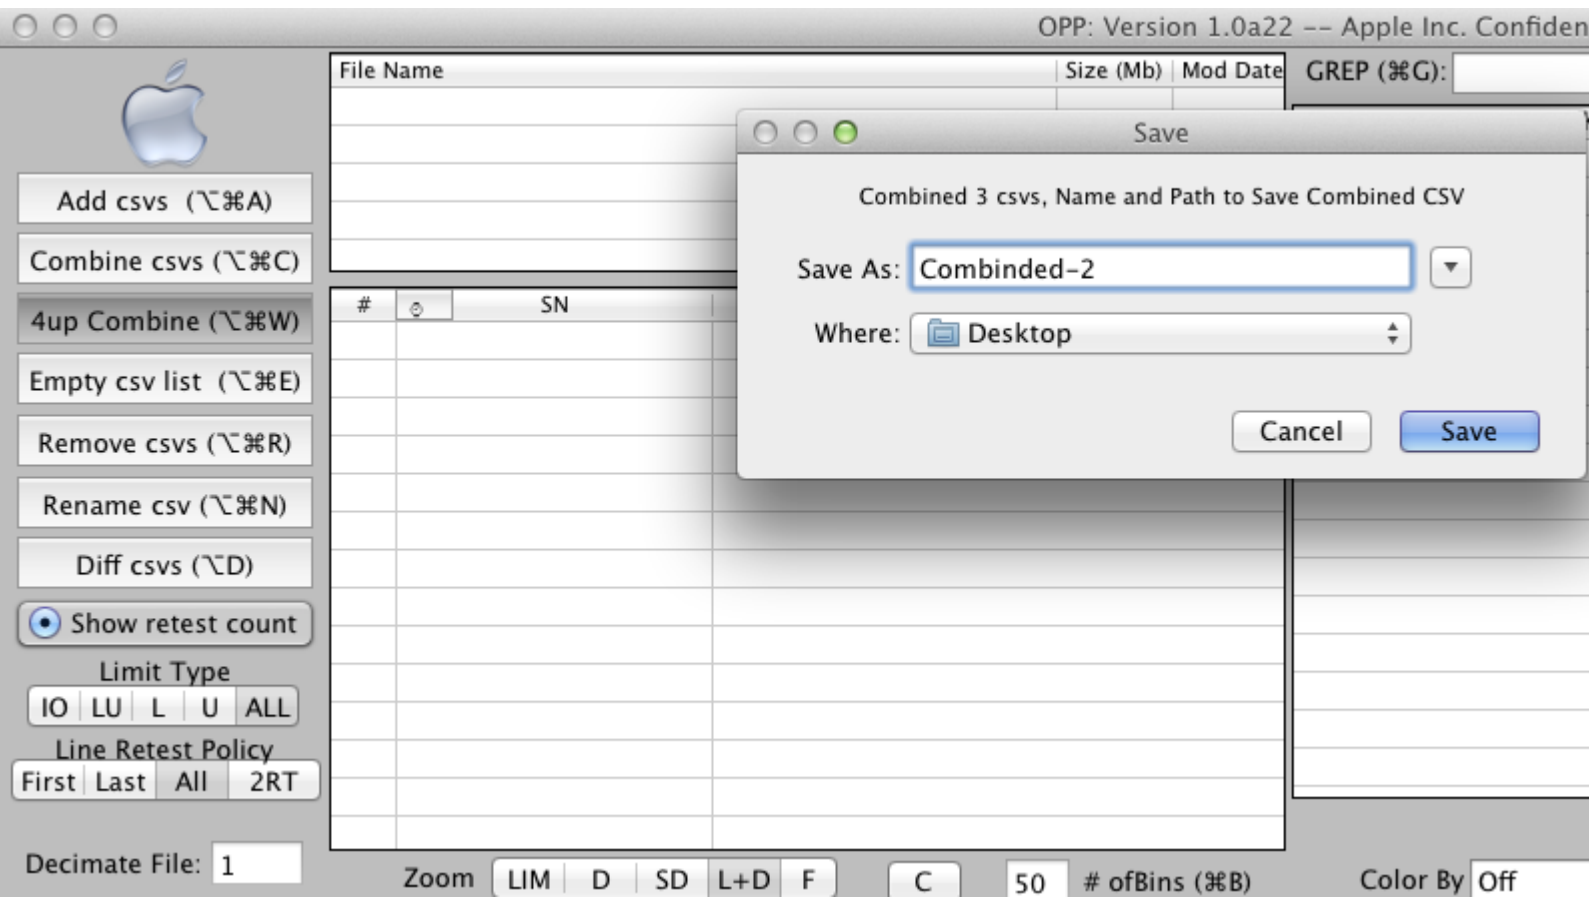 OPP: Version 1.0a22 -- Apple Inc. Confiden
File Name Size (Mb) Mod Date
GREP (⌘G):
Add csvs (⌥⌘A)
Combine csvs (⌥⌘C)
4up Combine (⌥⌘W)
Empty csv list (⌥⌘E)
Remove csvs (⌥⌘R)
Rename csv (⌥⌘N)
Diff csvs (⌥D)
Show retest count
Limit Type
IO LU L U ALL
Line Retest Policy
First Last All 2RT
Decimate File: 1
# SN
Save
Combined 3 csvs, Name and Path to Save Combined CSV
Save As: Combinded-2
Where: Desktop
Cancel Save
Zoom LIM D SD L+D F C 50 # ofBins (⌘B) Color By Off